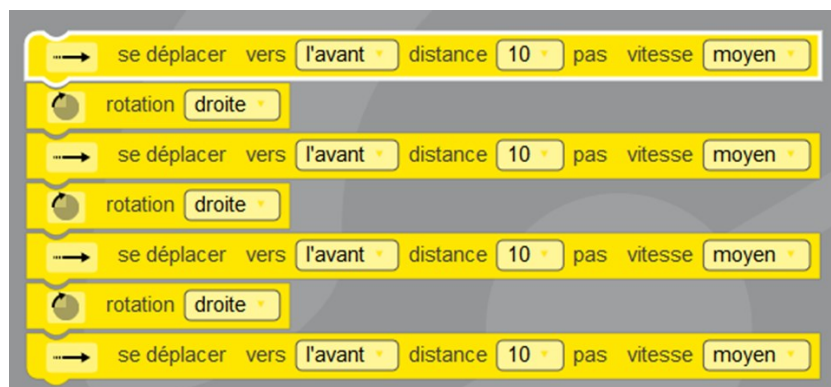 se déplacer vers l'avant distance 10 pas vitesse moyen
rotation droite
se déplacer vers l'avant distance 10 pas vitesse moyen
rotation droite
se déplacer vers l'avant distance 10 pas vitesse moyen
rotation droite
se déplacer vers l'avant distance 10 pas vitesse moyen